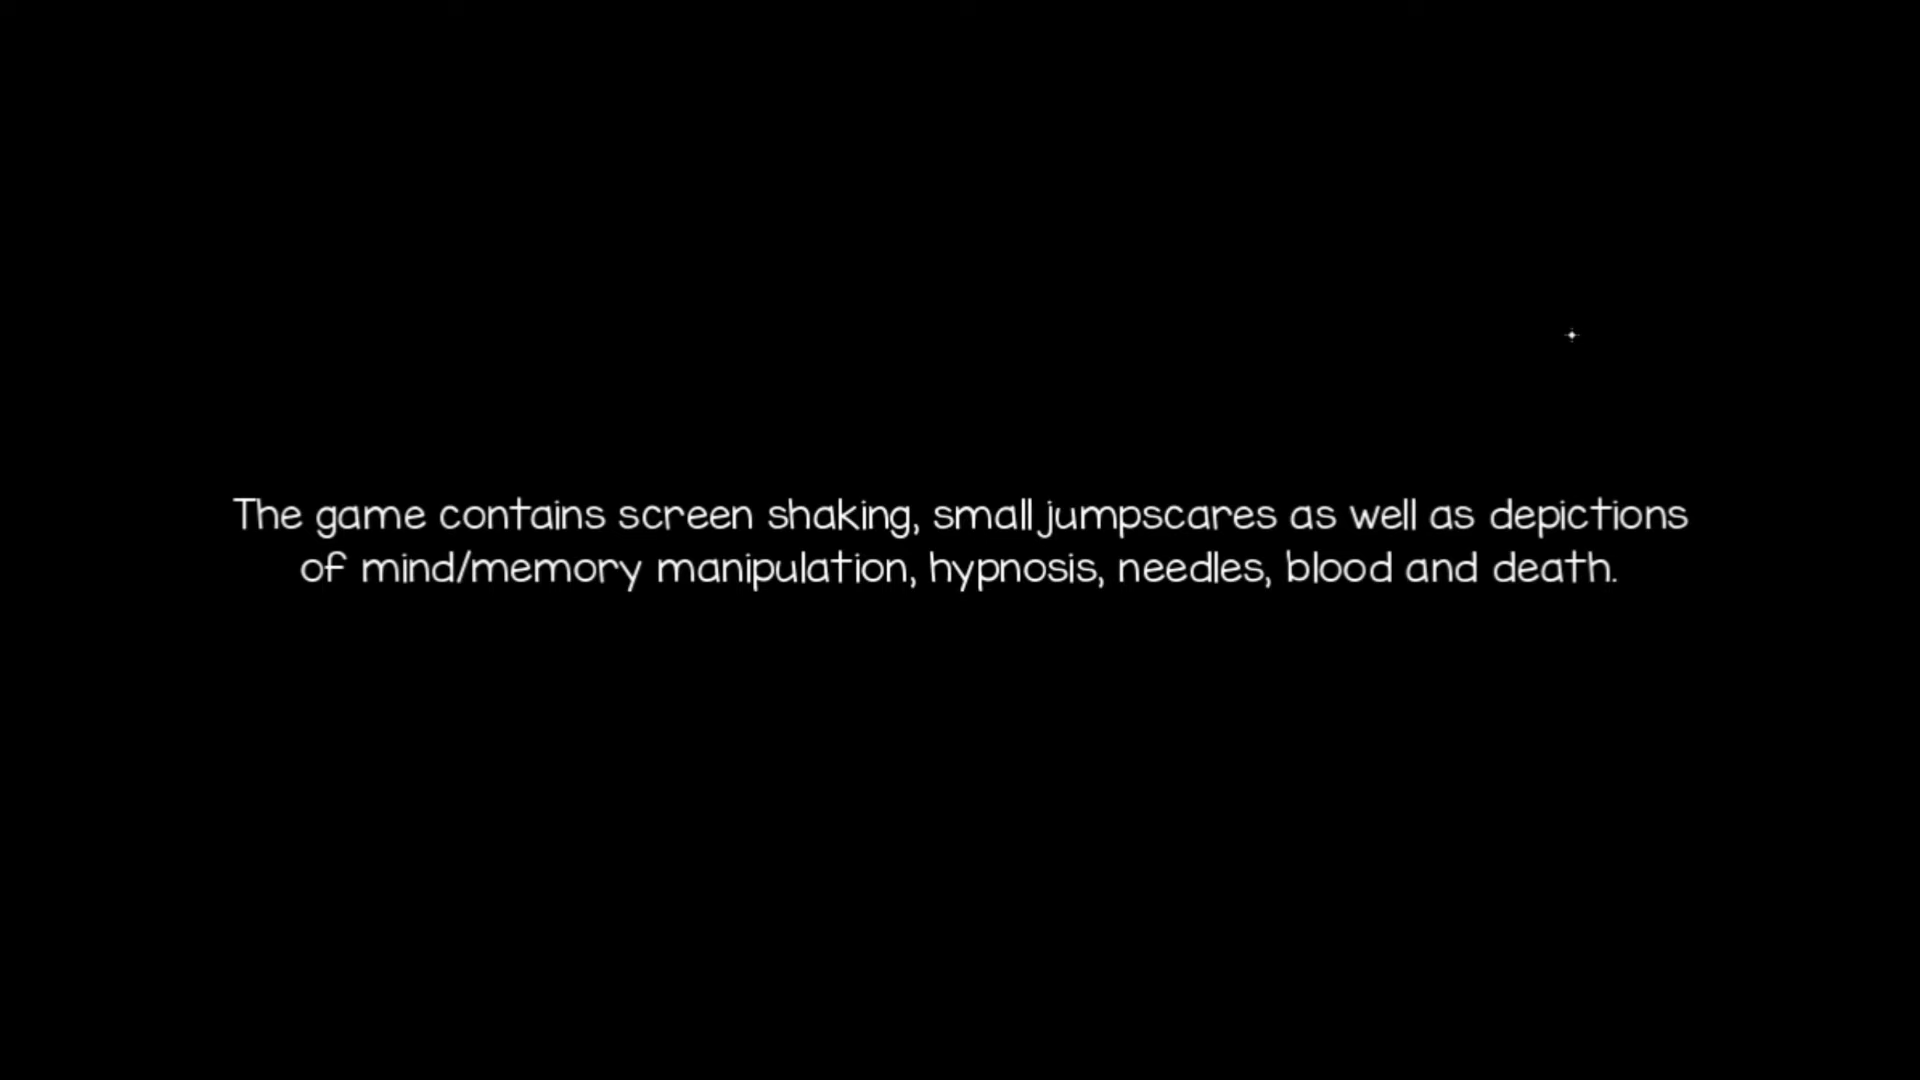 The game contains screen shaking, small jumpscares as well as depictions
of mind/memory manipulation, hypnosis, needles, blood and death.